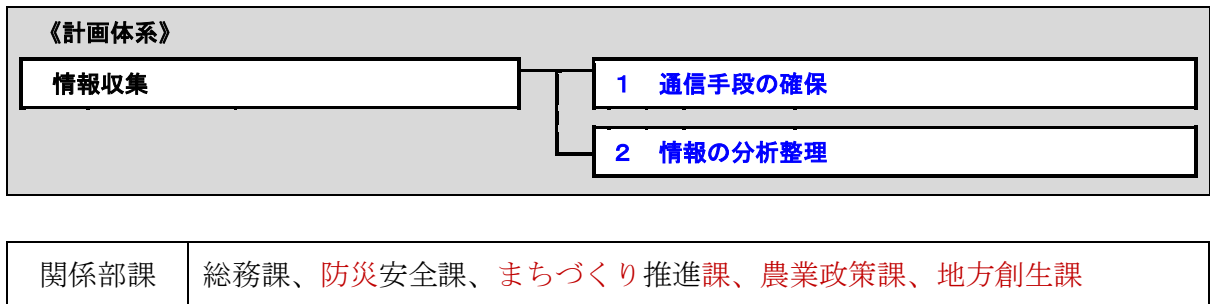 《計画体系》
情報収集
１　通信手段の確保
２　情報の分析整理
関係部課　総務課、防災安全課、まちづくり推進課、農業政策課、地方創生課